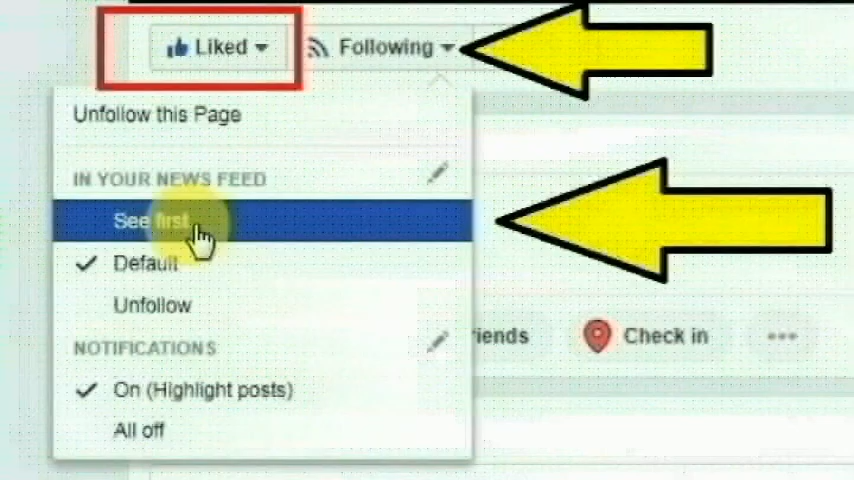 Liked Following
Unfollow this Page
IN YOUR NEWS FEED
See first
Default
Unfollow
riends Check in
NOTIFICATIONS
On (Highlight posts)
All off